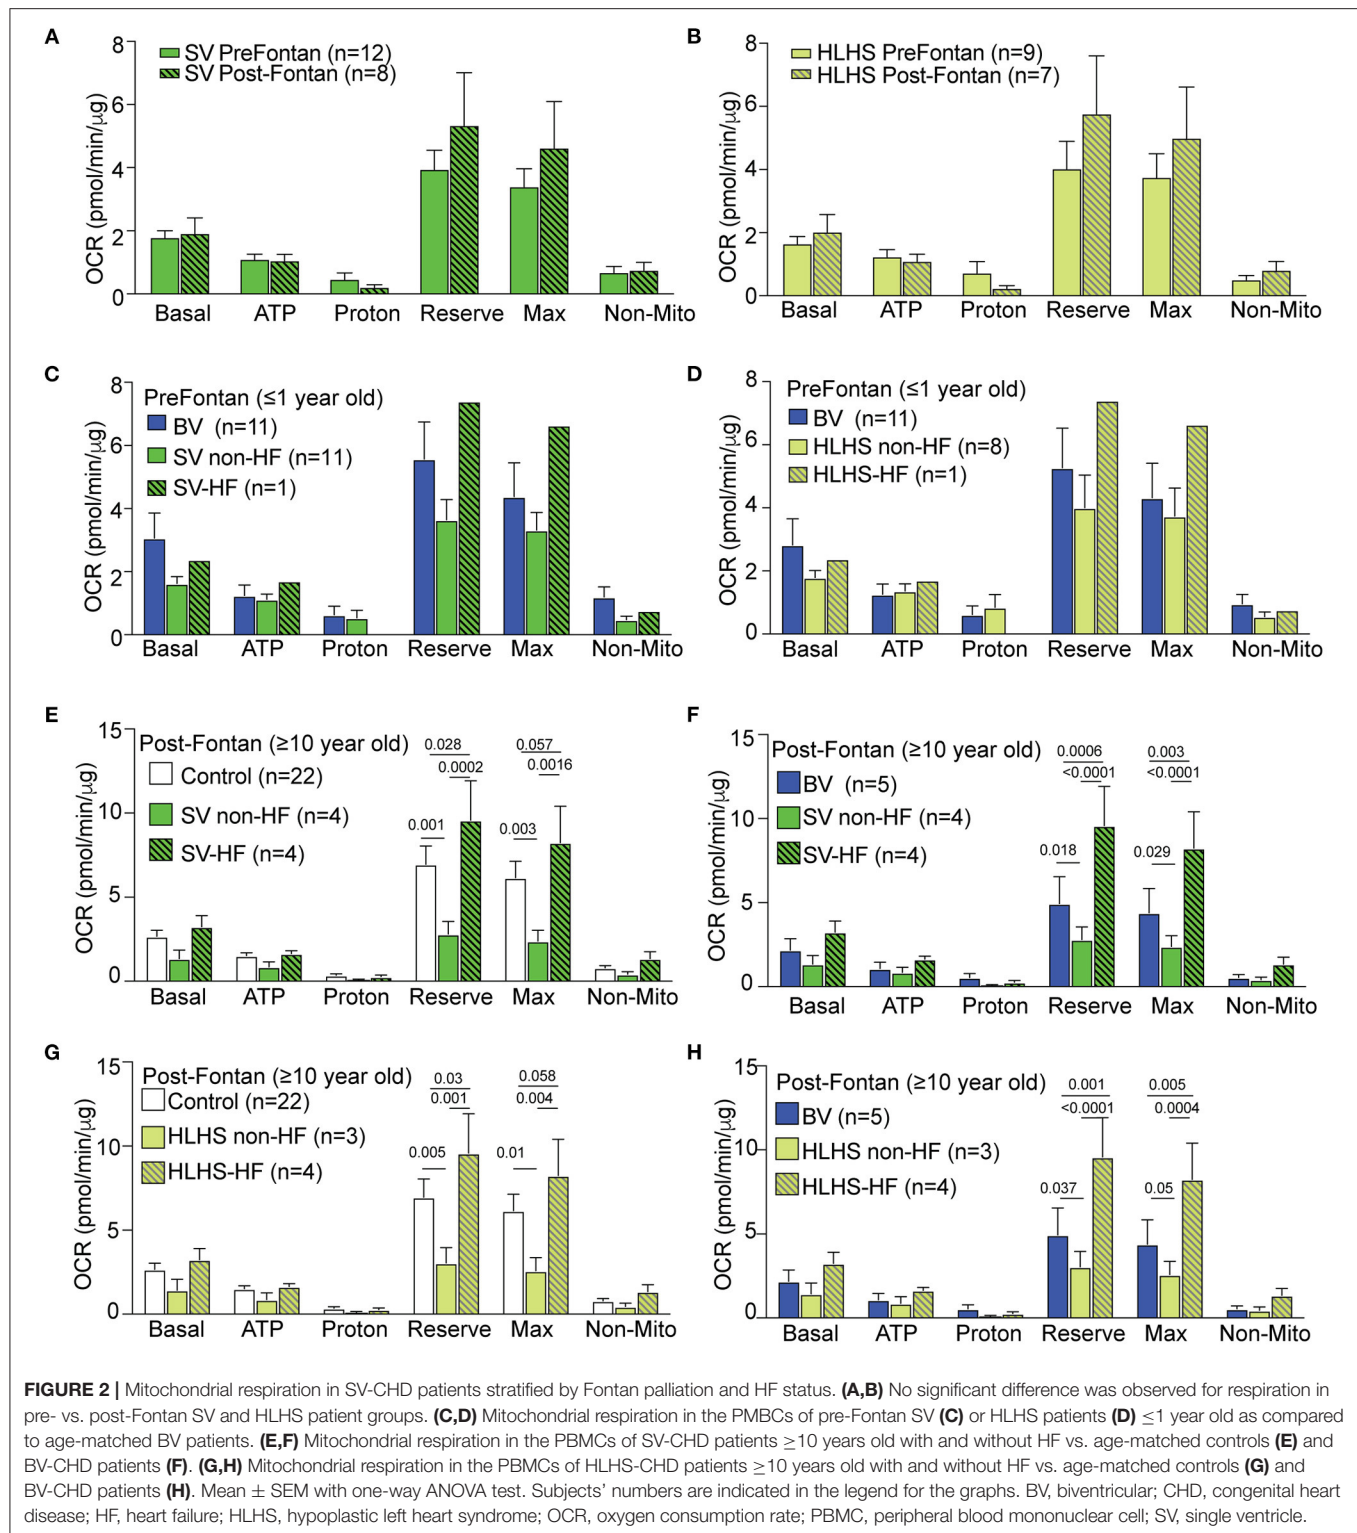 A
8
6
4
2
0
OCR (pmol/min/µg)
SV PreFontan (n=12)
SV Post-Fontan (n=8)
Basal ATP Proton Reserve Max Non-Mito
B
8
6
4
2
0
OCR (pmol/min/µg)
HLHS PreFontan (n=9)
HLHS Post-Fontan (n=7)
Basal ATP Proton Reserve Max Non-Mito
C
8
6
4
2
0
OCR (pmol/min/µg)
PreFontan (≤1 year old)
BV (n=11)
SV non-HF (n=11)
SV-HF (n=1)
Basal ATP Proton Reserve Max Non-Mito
D
8
6
4
2
0
OCR (pmol/min/µg)
PreFontan (≤1 year old)
BV (n=11)
HLHS non-HF (n=8)
HLHS-HF (n=1)
Basal ATP Proton Reserve Max Non-Mito
E
15
10
5
0
OCR (pmol/min/µg)
Post-Fontan (≥10 year old)
Control (n=22)
SV non-HF (n=4)
SV-HF (n=4)
0.028 0.057
0.0002 0.0016
0.001 0.003
Basal ATP Proton Reserve Max Non-Mito
F
15
10
5
0
OCR (pmol/min/µg)
Post-Fontan (≥10 year old)
BV (n=5)
SV non-HF (n=4)
SV-HF (n=4)
0.0006 0.003
<0.0001 <0.0001
0.018 0.029
Basal ATP Proton Reserve Max Non-Mito
G
15
10
5
0
OCR (pmol/min/µg)
Post-Fontan (≥10 year old)
Control (n=22)
HLHS non-HF (n=3)
HLHS-HF (n=4)
0.03 0.058
0.001 0.004
0.005 0.01
Basal ATP Proton Reserve Max Non-Mito
H
15
10
5
0
OCR (pmol/min/µg)
Post-Fontan (≥10 year old)
BV (n=5)
HLHS non-HF (n=3)
HLHS-HF (n=4)
0.001 0.005
<0.0001 0.0004
0.037 0.05
Basal ATP Proton Reserve Max Non-Mito
FIGURE 2 | Mitochondrial respiration in SV-CHD patients stratified by Fontan palliation and HF status. (A,B) No significant difference was observed for respiration in
pre- vs. post-Fontan SV and HLHS patient groups. (C,D) Mitochondrial respiration in the PMBCs of pre-Fontan SV (C) or HLHS patients (D) ≤1 year old as compared
to age-matched BV patients. (E,F) Mitochondrial respiration in the PBMCs of SV-CHD patients ≥10 years old with and without HF vs. age-matched controls (E) and
BV-CHD patients (F). (G,H) Mitochondrial respiration in the PBMCs of HLHS-CHD patients ≥10 years old with and without HF vs. age-matched controls (G) and
BV-CHD patients (H). Mean ± SEM with one-way ANOVA test. Subjects' numbers are indicated in the legend for the graphs. BV, biventricular; CHD, congenital heart
disease; HF, heart failure; HLHS, hypoplastic left heart syndrome; OCR, oxygen consumption rate; PBMC, peripheral blood mononuclear cell; SV, single ventricle.